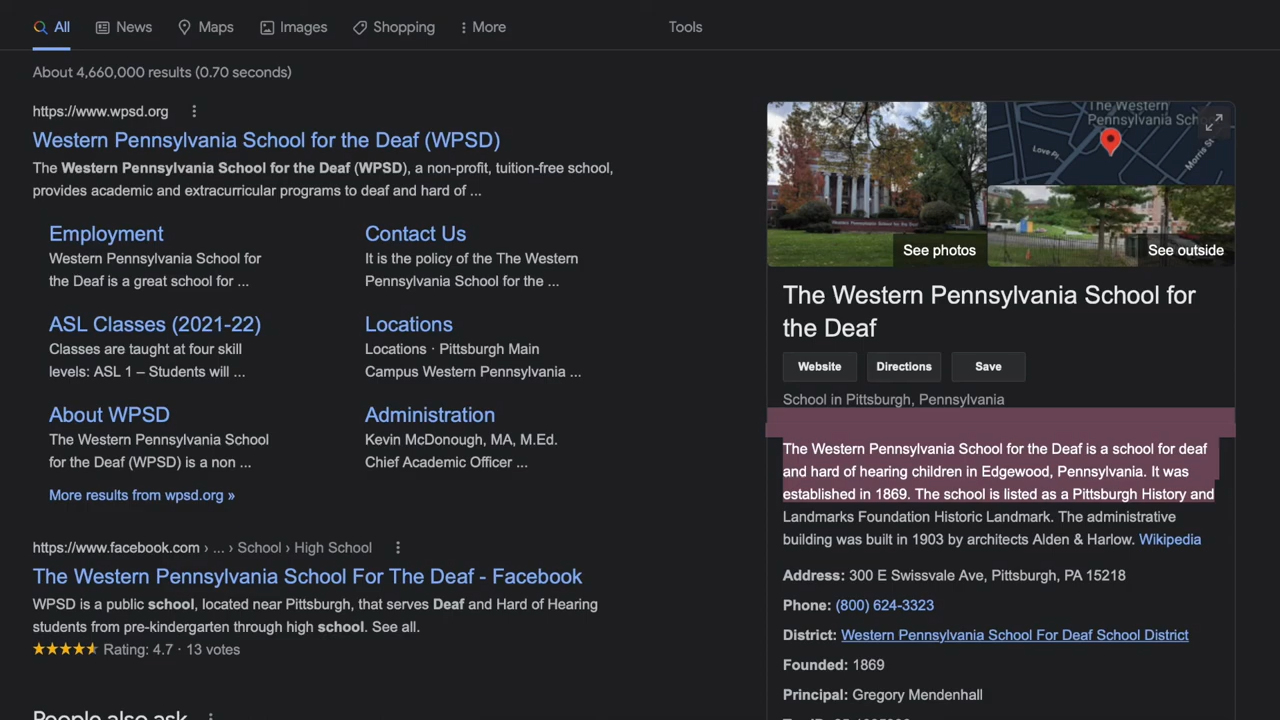 All
News
Maps
Images
Shopping
More
Tools
About 4,660,000 results (0.70 seconds)
https://www.wpsd.org
Western Pennsylvania School for the Deaf (WPSD)
The Western Pennsylvania School for the Deaf (WPSD), a non-profit, tuition-free school,
provides academic and extracurricular programs to deaf and hard of ...
Employment
Western Pennsylvania School for
the Deaf is a great school for ...
Contact Us
It is the policy of the The Western
Pennsylvania School for the ...
ASL Classes (2021-22)
Classes are taught at four skill
levels: ASL 1 – Students will ...
Locations
Locations · Pittsburgh Main
Campus Western Pennsylvania ...
About WPSD
The Western Pennsylvania School
for the Deaf (WPSD) is a non ...
Administration
Kevin McDonough, MA, M.Ed.
Chief Academic Officer ...
More results from wpsd.org »
https://www.facebook.com › ... › School › High School
The Western Pennsylvania School For The Deaf - Facebook
WPSD is a public school, located near Pittsburgh, that serves Deaf and Hard of Hearing
students from pre-kindergarten through high school. See all.
Rating: 4.7 · 13 votes
People also ask
The Western
Pennsylvania Scho
Love Pl
Morris St
See photos
See outside
The Western Pennsylvania School for
the Deaf
Website
Directions
Save
School in Pittsburgh, Pennsylvania
The Western Pennsylvania School for the Deaf is a school for deaf
and hard of hearing children in Edgewood, Pennsylvania. It was
established in 1869. The school is listed as a Pittsburgh History and
Landmarks Foundation Historic Landmark. The administrative
building was built in 1903 by architects Alden & Harlow. Wikipedia
Address: 300 E Swissvale Ave, Pittsburgh, PA 15218
Phone: (800) 624-3323
District: Western Pennsylvania School For Deaf School District
Founded: 1869
Principal: Gregory Mendenhall